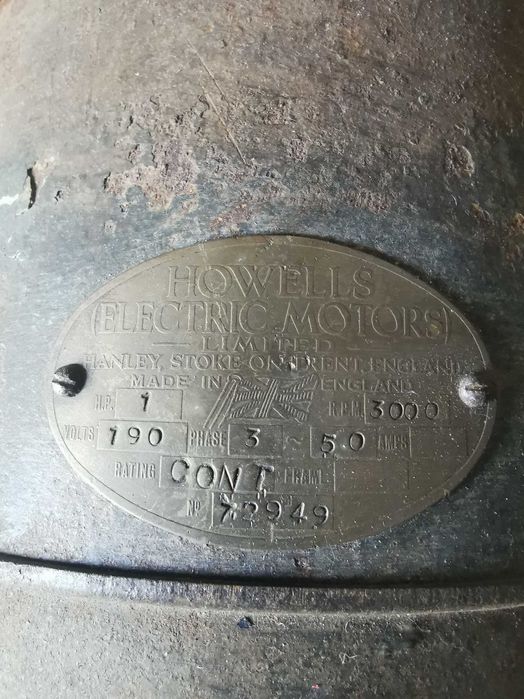 HOWELLS
(ELECTRIC MOTORS)
LIMITED
HANLEY, STOKE-ON-TRENT, ENGLAND
MADE IN ENGLAND
H.P. 1 R.P.M. 3000
VOLTS 190 PHASE 3 ~ 50 AMPS
RATING CONT FRAM
Nº 72949